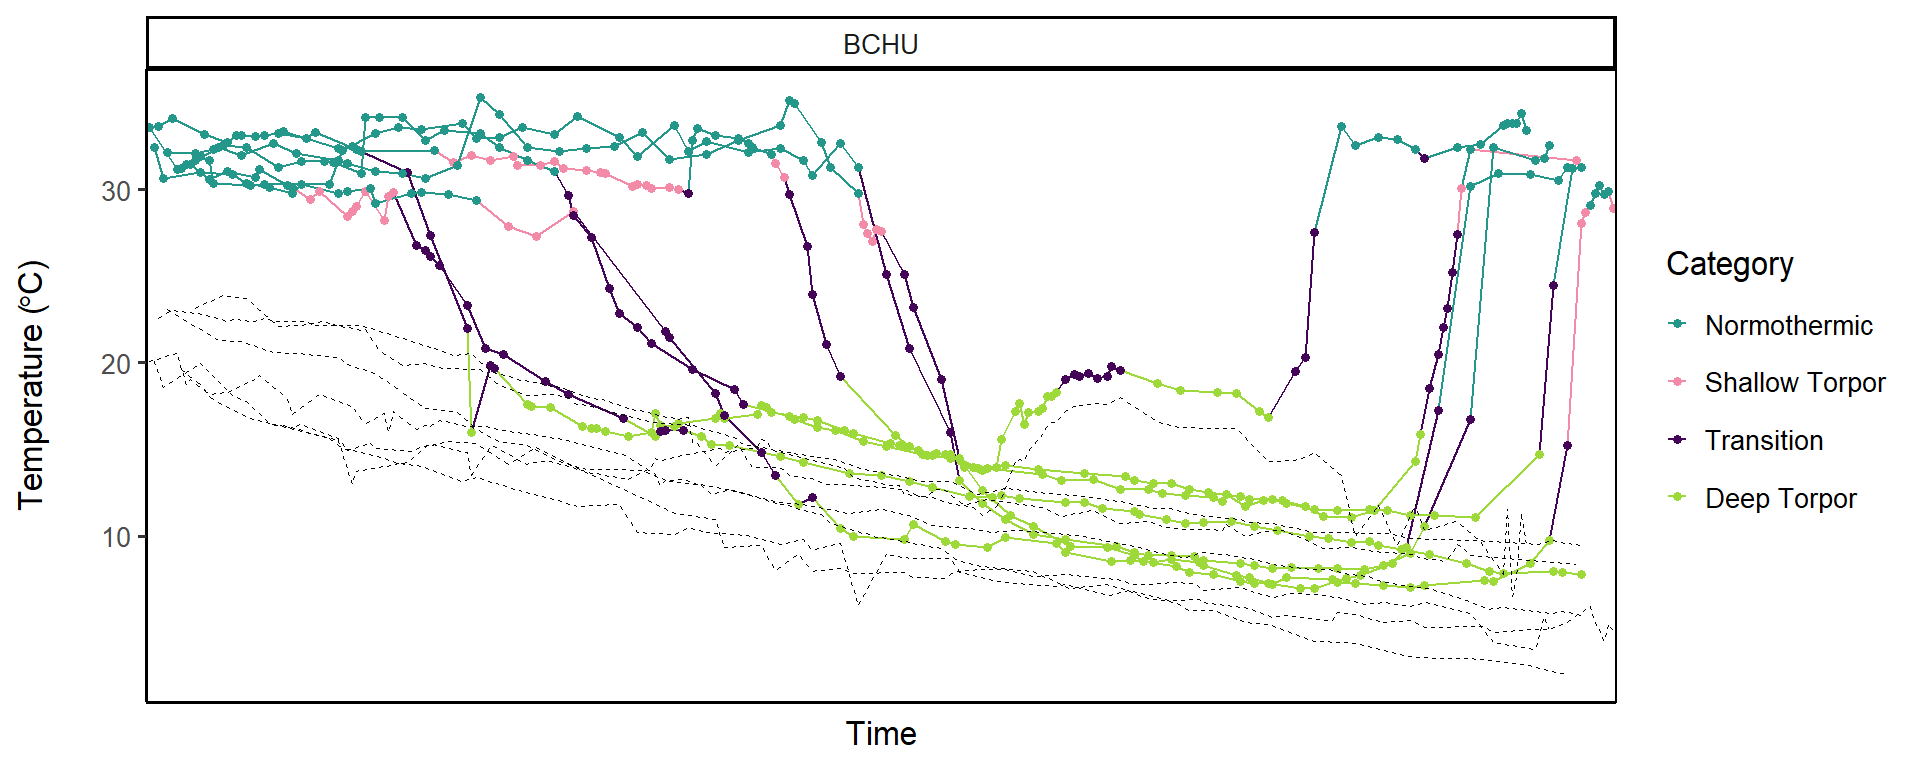 BCHU
Temperature (°C)
30
20
10
Time
Category
Normothermic
Shallow Torpor
Transition
Deep Torpor